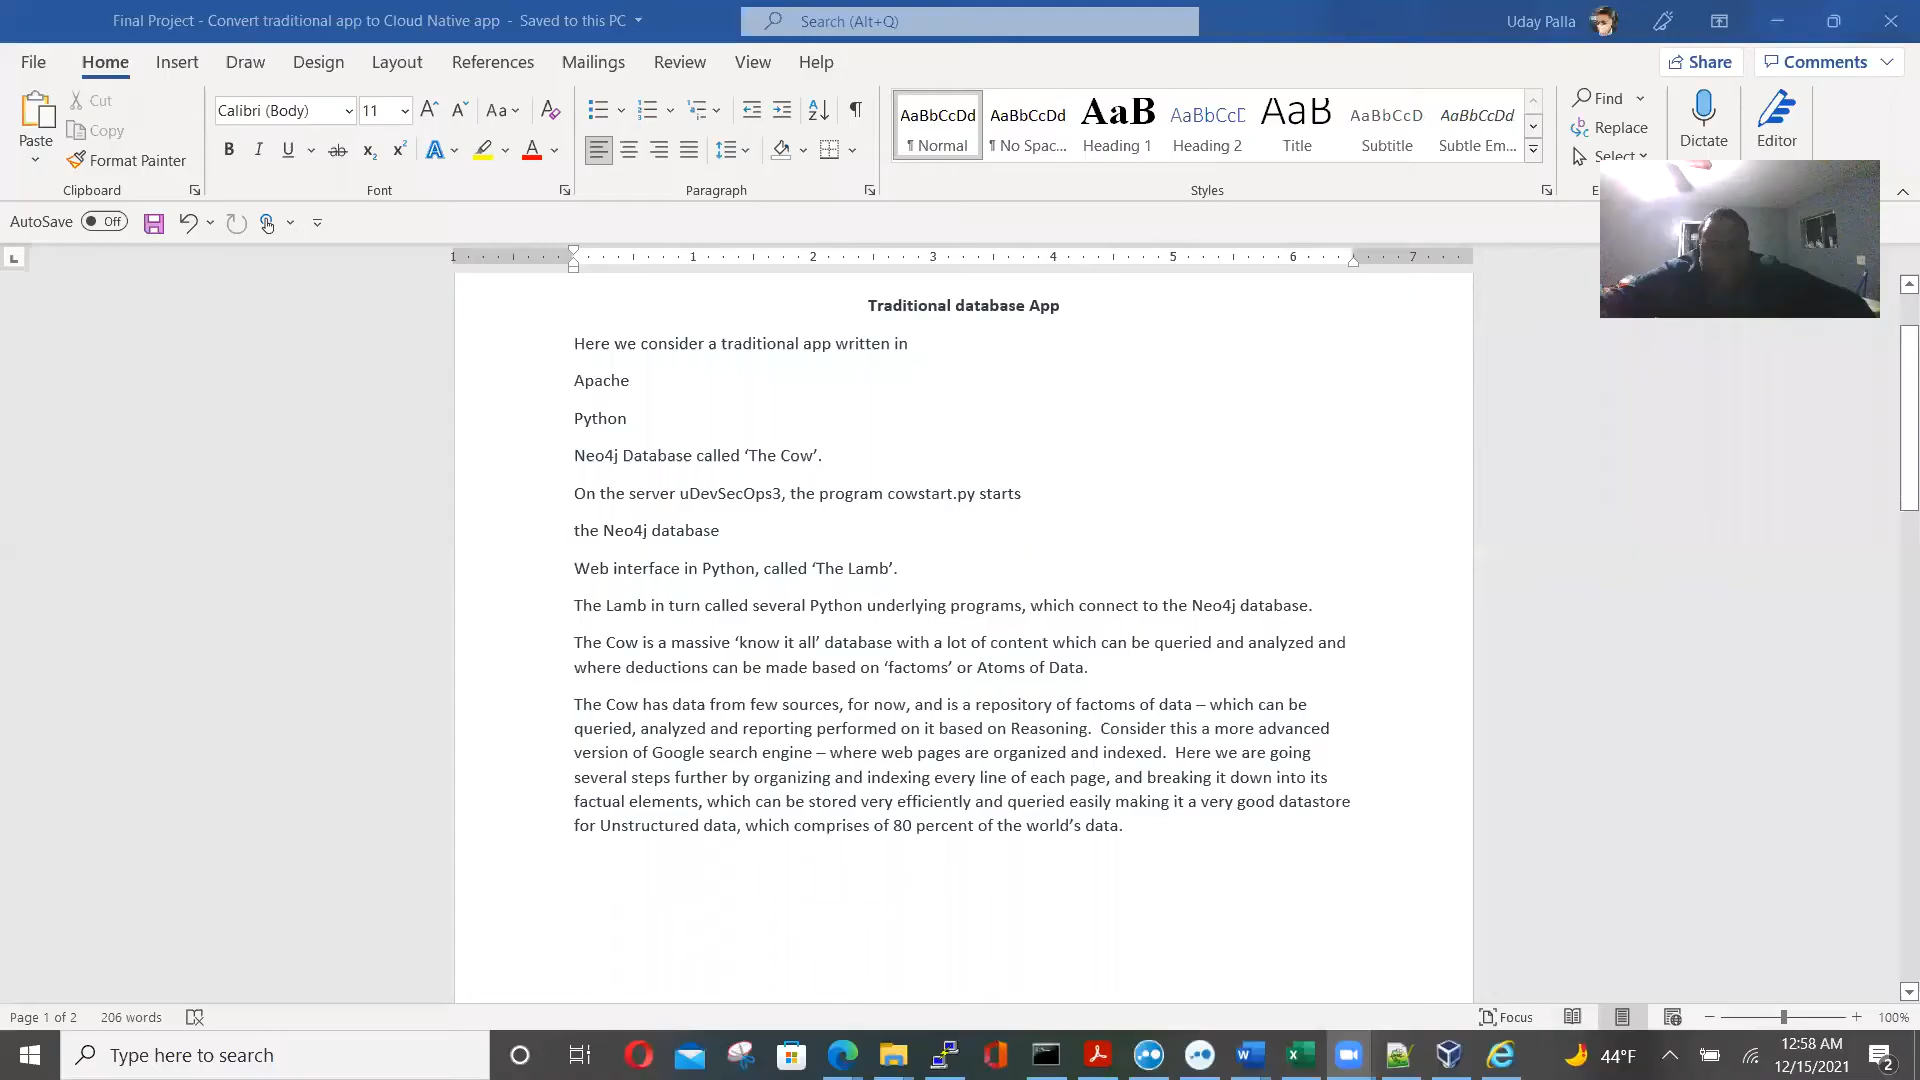 Final Project - Convert traditional app to Cloud Native app - Saved to this PC
Search (Alt+Q)
Uday Palla
File Home Insert Draw Design Layout References Mailings Review View Help
Share Comments
Paste
Cut
Copy
Format Painter
Clipboard
Calibri (Body) 11
Font
Paragraph
AaBbCcDd AaBbCcDd AaB AaBbCcD AaB AaBbCcD AaBbCcDd
¶ Normal ¶ No Spac... Heading 1 Heading 2 Title Subtitle Subtle Em...
Styles
Find
Replace
Select
Dictate
Editor
AutoSave Off
1 1 2 3 4 5 6 7
Traditional database App
Here we consider a traditional app written in
Apache
Python
Neo4j Database called ‘The Cow’.
On the server uDevSecOps3, the program cowstart.py starts
the Neo4j database
Web interface in Python, called ‘The Lamb’.
The Lamb in turn called several Python underlying programs, which connect to the Neo4j database.
The Cow is a massive ‘know it all’ database with a lot of content which can be queried and analyzed and
where deductions can be made based on ‘factoms’ or Atoms of Data.
The Cow has data from few sources, for now, and is a repository of factoms of data – which can be
queried, analyzed and reporting performed on it based on Reasoning.  Consider this a more advanced
version of Google search engine – where web pages are organized and indexed.  Here we are going
several steps further by organizing and indexing every line of each page, and breaking it down into its
factual elements, which can be stored very efficiently and queried easily making it a very good datastore
for Unstructured data, which comprises of 80 percent of the world’s data.
Page 1 of 2 206 words
Focus
100%
Type here to search
44°F
12:58 AM
12/15/2021
2